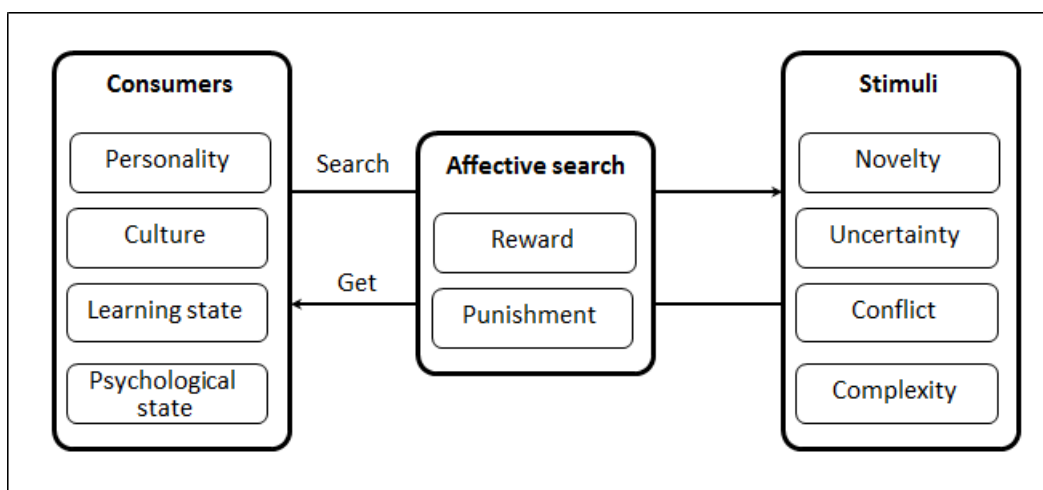 Consumers
Personality
Culture
Learning state
Psychological
state
Search
Get
Affective search
Reward
Punishment
Stimuli
Novelty
Uncertainty
Conflict
Complexity